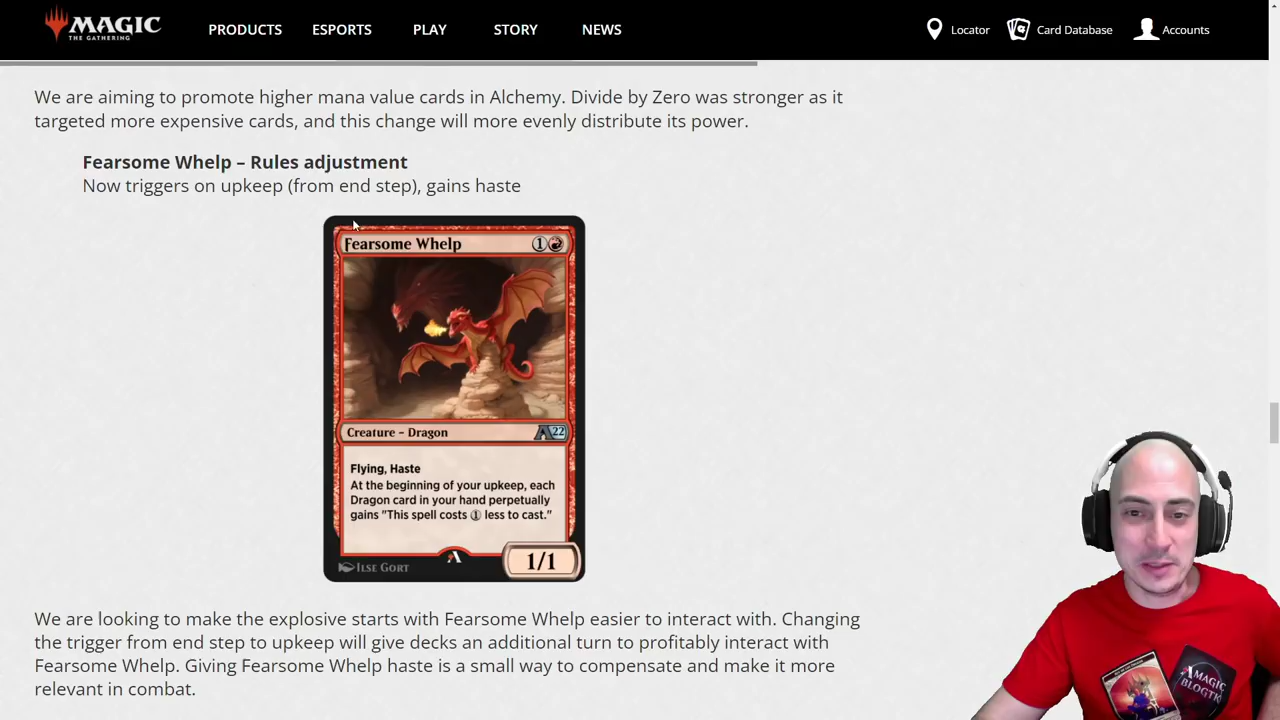 MAGIC
THE GATHERING
PRODUCTS
ESPORTS
PLAY
STORY
NEWS
Locator
Card Database
Accounts
We are aiming to promote higher mana value cards in Alchemy. Divide by Zero was stronger as it
targeted more expensive cards, and this change will more evenly distribute its power.
Fearsome Whelp – Rules adjustment
Now triggers on upkeep (from end step), gains haste
Fearsome Whelp
1
Creature – Dragon
A22
Flying, Haste
At the beginning of your upkeep, each
Dragon card in your hand perpetually
gains "This spell costs 1 less to cast."
ILSE GORT
1/1
We are looking to make the explosive starts with Fearsome Whelp easier to interact with. Changing
the trigger from end step to upkeep will give decks an additional turn to profitably interact with
Fearsome Whelp. Giving Fearsome Whelp haste is a small way to compensate and make it more
relevant in combat.
MAGIC